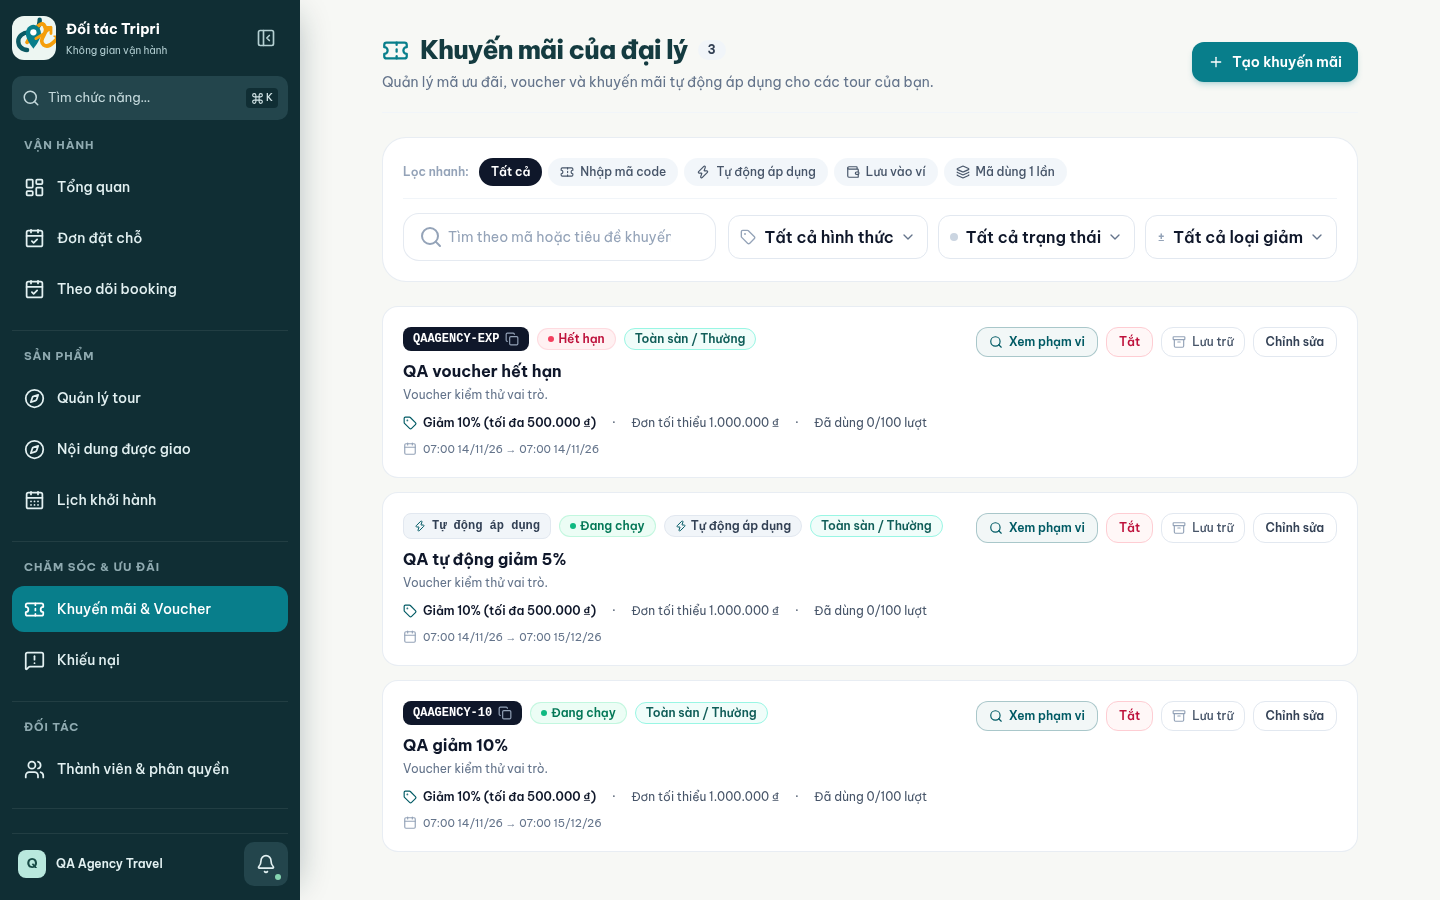 Đối tác Tripri
Không gian vận hành
Tìm chức năng...
⌘K
VẬN HÀNH
Tổng quan
Đơn đặt chỗ
Theo dõi booking
SẢN PHẨM
Quản lý tour
Nội dung được giao
Lịch khởi hành
CHĂM SÓC & ƯU ĐÃI
Khuyến mãi & Voucher
Khiếu nại
ĐỐI TÁC
Thành viên & phân quyền
Q QA Agency Travel
Khuyến mãi của đại lý 3
Quản lý mã ưu đãi, voucher và khuyến mãi tự động áp dụng cho các tour của bạn.
+ Tạo khuyến mãi
Lọc nhanh: Tất cả Nhập mã code Tự động áp dụng Lưu vào ví Mã dùng 1 lần
Tìm theo mã hoặc tiêu đề khuyến Tất cả hình thức Tất cả trạng thái ± Tất cả loại giảm
QAAGENCY-EXP Hết hạn Toàn sàn / Thường Xem phạm vi Tắt Lưu trữ Chỉnh sửa
QA voucher hết hạn
Voucher kiểm thử vai trò.
Giảm 10% (tối đa 500.000 ₫) · Đơn tối thiểu 1.000.000 ₫ · Đã dùng 0/100 lượt
07:00 14/11/26 → 07:00 14/11/26
Tự động áp dụng Đang chạy Tự động áp dụng Toàn sàn / Thường Xem phạm vi Tắt Lưu trữ Chỉnh sửa
QA tự động giảm 5%
Voucher kiểm thử vai trò.
Giảm 10% (tối đa 500.000 ₫) · Đơn tối thiểu 1.000.000 ₫ · Đã dùng 0/100 lượt
07:00 14/11/26 → 07:00 15/12/26
QAAGENCY-10 Đang chạy Toàn sàn / Thường Xem phạm vi Tắt Lưu trữ Chỉnh sửa
QA giảm 10%
Voucher kiểm thử vai trò.
Giảm 10% (tối đa 500.000 ₫) · Đơn tối thiểu 1.000.000 ₫ · Đã dùng 0/100 lượt
07:00 14/11/26 → 07:00 15/12/26